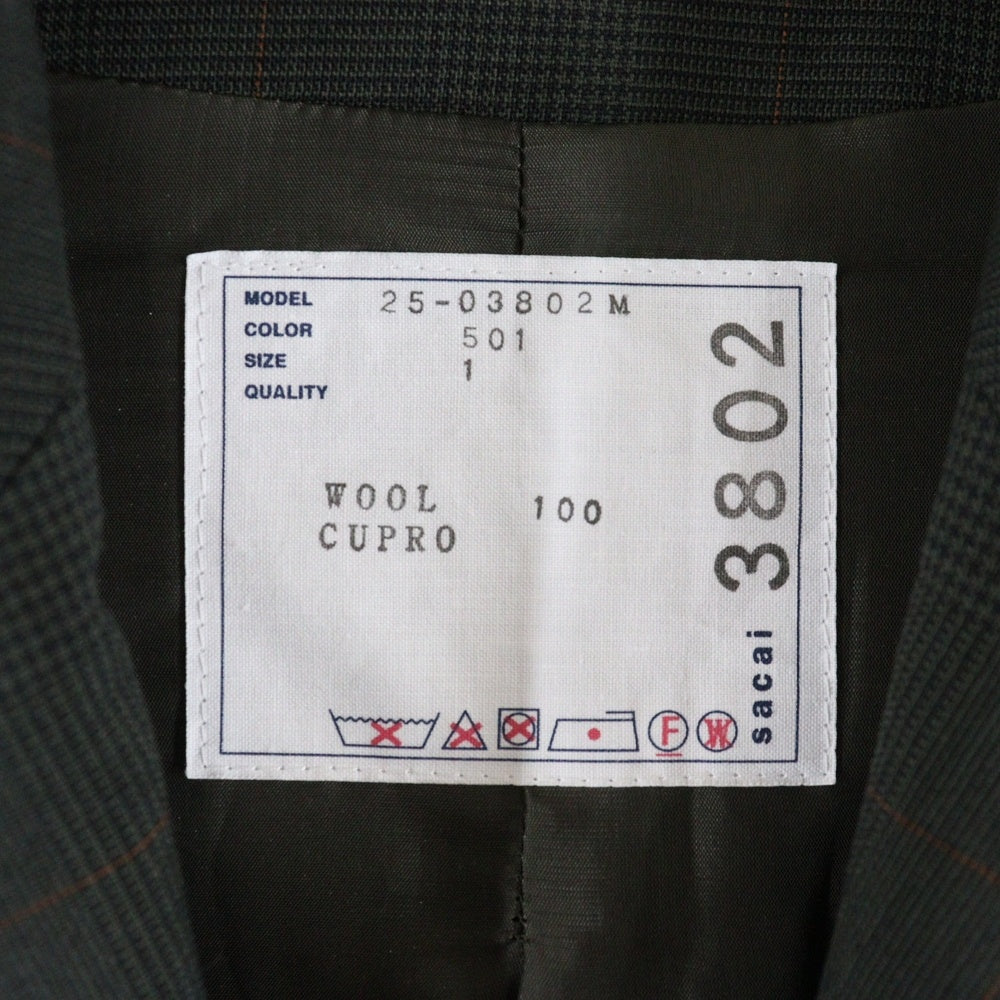 MODEL 25-03802M
COLOR 501
SIZE 1
QUALITY
WOOL 100
CUPRO
sacai 3802
F W